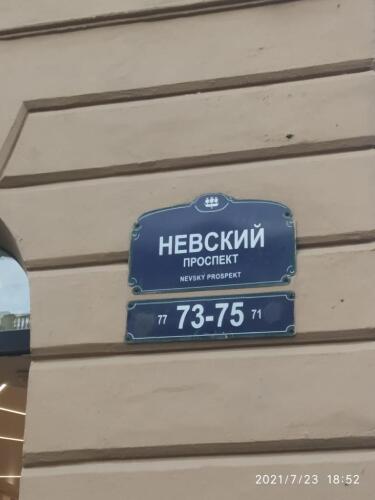 НЕВСКИЙ
ПРОСПЕКТ
NEVSKY PROSPEKT
77 73-75 71
2021/7/23 18:52